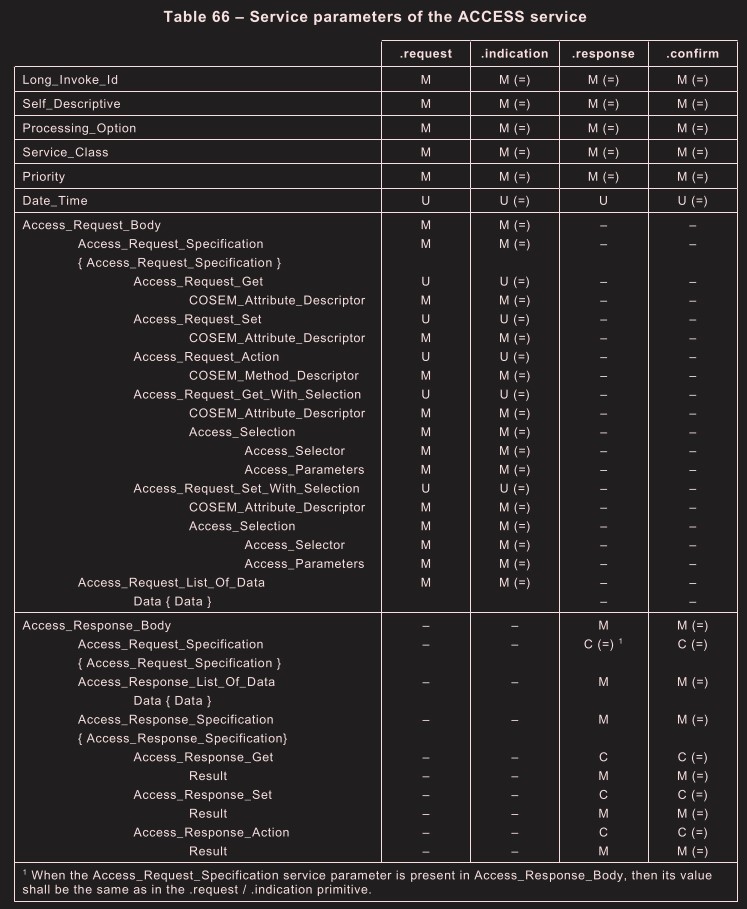 Table 66 – Service parameters of the ACCESS service
.request .indication .response .confirm
Long_Invoke_Id M M (=) M (=) M (=)
Self_Descriptive M M (=) M (=) M (=)
Processing_Option M M (=) M (=) M (=)
Service_Class M M (=) M (=) M (=)
Priority M M (=) M (=) M (=)
Date_Time U U (=) U U (=)
Access_Request_Body M M (=) – –
Access_Request_Specification M M (=) – –
{ Access_Request_Specification }
Access_Request_Get U U (=) – –
COSEM_Attribute_Descriptor M M (=) – –
Access_Request_Set U U (=) – –
COSEM_Attribute_Descriptor M M (=) – –
Access_Request_Action U U (=) – –
COSEM_Method_Descriptor M M (=) – –
Access_Request_Get_With_Selection U U (=) – –
COSEM_Attribute_Descriptor M M (=) – –
Access_Selection M M (=) – –
Access_Selector M M (=) – –
Access_Parameters M M (=) – –
Access_Request_Set_With_Selection U U (=) – –
COSEM_Attribute_Descriptor M M (=) – –
Access_Selection M M (=) – –
Access_Selector M M (=) – –
Access_Parameters M M (=) – –
Access_Request_List_Of_Data M M (=) – –
Data { Data } – –
Access_Response_Body – – M M (=)
Access_Request_Specification – – C (=) ¹ C (=)
{ Access_Request_Specification }
Access_Response_List_Of_Data – – M M (=)
Data { Data }
Access_Response_Specification – – M M (=)
{ Access_Response_Specification}
Access_Response_Get – – C C (=)
Result – – M M (=)
Access_Response_Set – – C C (=)
Result – – M M (=)
Access_Response_Action – – C C (=)
Result – – M M (=)
¹ When the Access_Request_Specification service parameter is present in Access_Response_Body, then its value
shall be the same as in the .request / .indication primitive.